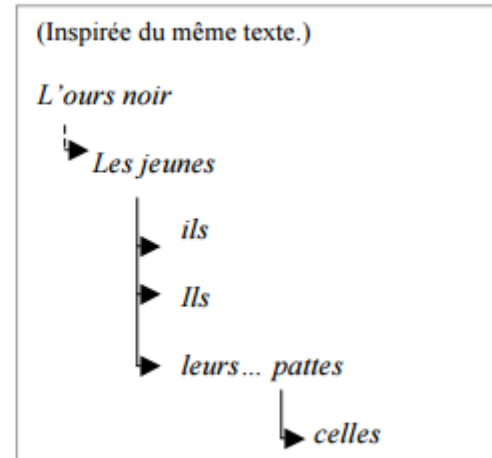 (Inspirée du même texte.)
L'ours noir
Les jeunes
ils
Ils
leurs... pattes
celles